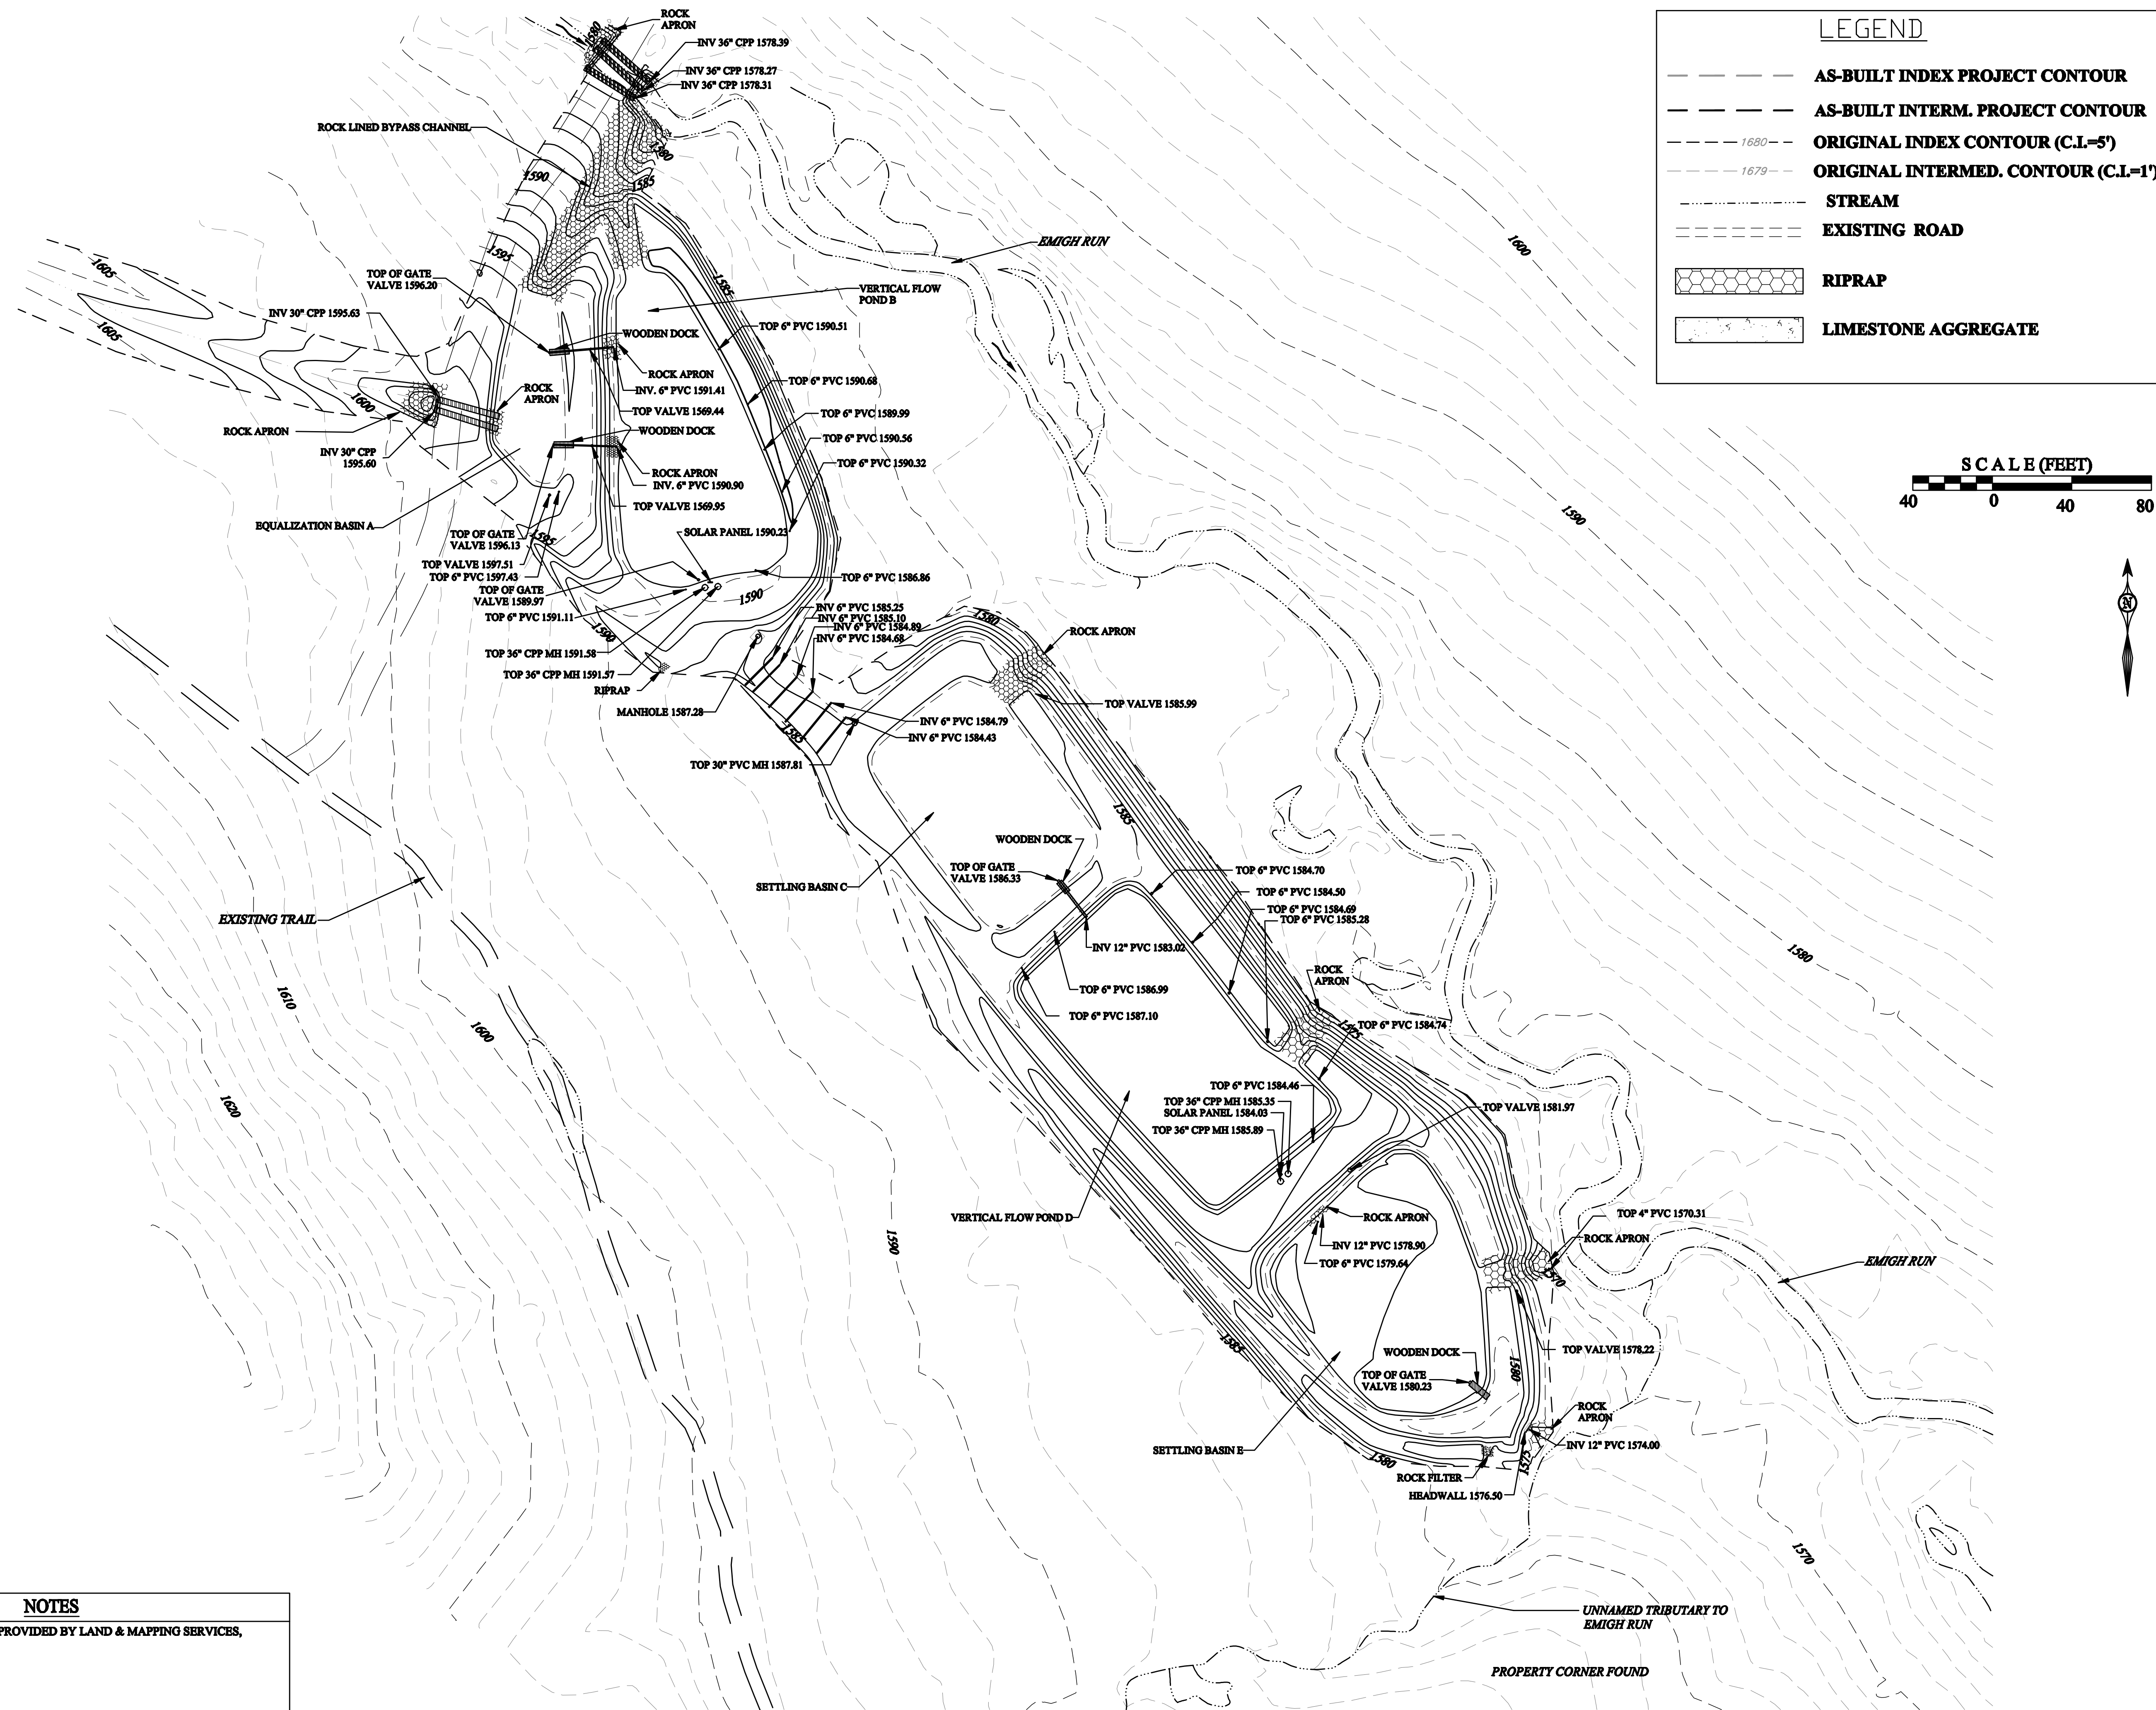 ROCK
APRON
INV 36" CPP 1578.39
INV 36" CPP 1578.27
INV 36" CPP 1578.31
1580
ROCK LINED BYPASS CHANNEL
1580
1590
1585
EMIGH RUN
1595
1605
1605
TOP OF GATE
VALVE 1596.20
1585
VERTICAL FLOW
POND B
INV 30" CPP 1595.63
WOODEN DOCK
TOP 6" PVC 1590.51
ROCK
APRON
ROCK APRON
INV. 6" PVC 1591.41
TOP 6" PVC 1590.68
1600
TOP VALVE 1569.44
TOP 6" PVC 1589.99
ROCK APRON
WOODEN DOCK
TOP 6" PVC 1590.56
INV 30" CPP
1595.60
ROCK APRON
INV. 6" PVC 1590.90
TOP 6" PVC 1590.32
TOP VALVE 1569.95
EQUALIZATION BASIN A
TOP OF GATE
VALVE 1596.13
1595
SOLAR PANEL 1590.23
TOP VALVE 1597.51
TOP 6" PVC 1597.43
TOP 6" PVC 1586.86
TOP OF GATE
VALVE 1589.97
1590
TOP 6" PVC 1591.11
1590
INV 6" PVC 1585.25
INV 6" PVC 1585.10
INV 6" PVC 1584.89
INV 6" PVC 1584.68
1580
ROCK APRON
TOP 36" CPP MH 1591.58
TOP 36" CPP MH 1591.57
RIPRAP
MANHOLE 1587.28
TOP VALVE 1585.99
INV 6" PVC 1584.79
INV 6" PVC 1584.43
1585
TOP 30" PVC MH 1587.81
1585
WOODEN DOCK
TOP OF GATE
VALVE 1586.33
TOP 6" PVC 1584.70
SETTLING BASIN C
TOP 6" PVC 1584.50
TOP 6" PVC 1584.69
TOP 6" PVC 1585.28
EXISTING TRAIL
INV 12" PVC 1583.02
1580
ROCK
APRON
TOP 6" PVC 1586.99
1610
TOP 6" PVC 1587.10
1575
TOP 6" PVC 1584.74
1600
TOP 6" PVC 1584.46
TOP 36" CPP MH 1585.35
SOLAR PANEL 1584.03
TOP 36" CPP MH 1585.89
TOP VALVE 1581.97
1620
VERTICAL FLOW POND D
ROCK APRON
TOP 4" PVC 1570.31
ROCK APRON
1590
INV 12" PVC 1578.90
TOP 6" PVC 1579.64
1570
EMIGH RUN
1585
WOODEN DOCK
1580
TOP VALVE 1578.22
TOP OF GATE
VALVE 1580.23
ROCK
APRON
SETTLING BASIN E
INV 12" PVC 1574.00
1580
1575
ROCK FILTER
HEADWALL 1576.50
1570
UNNAMED TRIBUTARY TO
EMIGH RUN
PROPERTY CORNER FOUND
1600
1590
LEGEND
AS-BUILT INDEX PROJECT CONTOUR
AS-BUILT INTERM. PROJECT CONTOUR
1680
ORIGINAL INDEX CONTOUR (C.I.=5')
1679
ORIGINAL INTERMED. CONTOUR (C.I.=1')
STREAM
EXISTING ROAD
RIPRAP
LIMESTONE AGGREGATE
SCALE (FEET)
40 0 40 80
N
NOTES
PROVIDED BY LAND & MAPPING SERVICES,